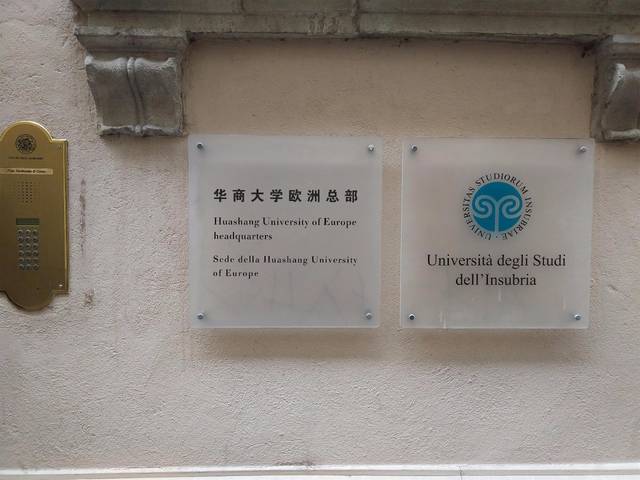 华商大学欧洲总部
Huashang University of Europe
headquarters
Sede della Huashang University
of Europe
UNIVERSITAS STUDIORUM INSUBRIAE
Università degli Studi
dell'Insubria